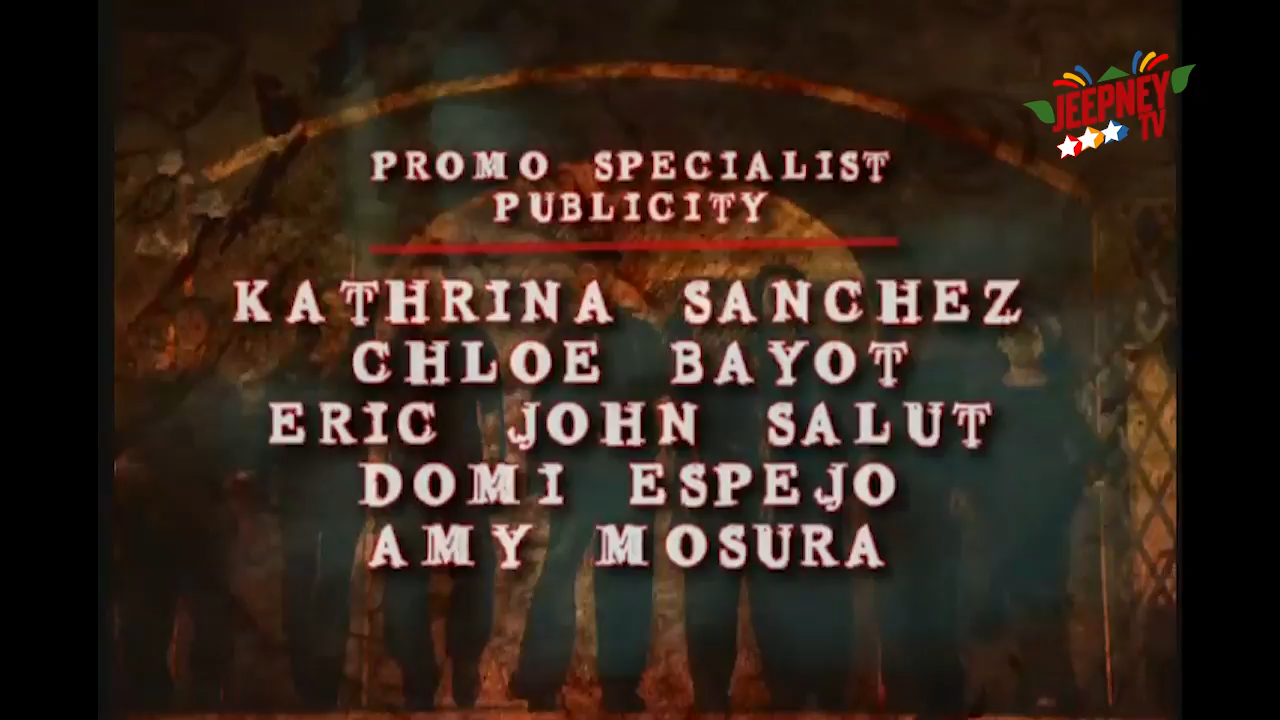 JEEPNEY
TV
PROMO SPECIALIST
PUBLICITY
KATHRINA SANCHEZ
CHLOE BAYOT
ERIC JOHN SALUT
DOMI ESPEJO
AMY MOSURA